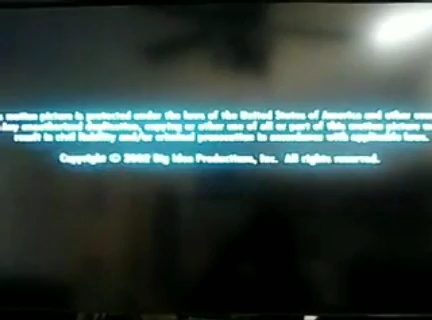 motion picture is protected under the laws of the United States of America and other
Any unauthorized duplication, copying or other use of all or part of this motion picture
result in civil liability and/or criminal prosecution in accordance with applicable laws.
Copyright © Big Idea Productions, Inc. All rights reserved.